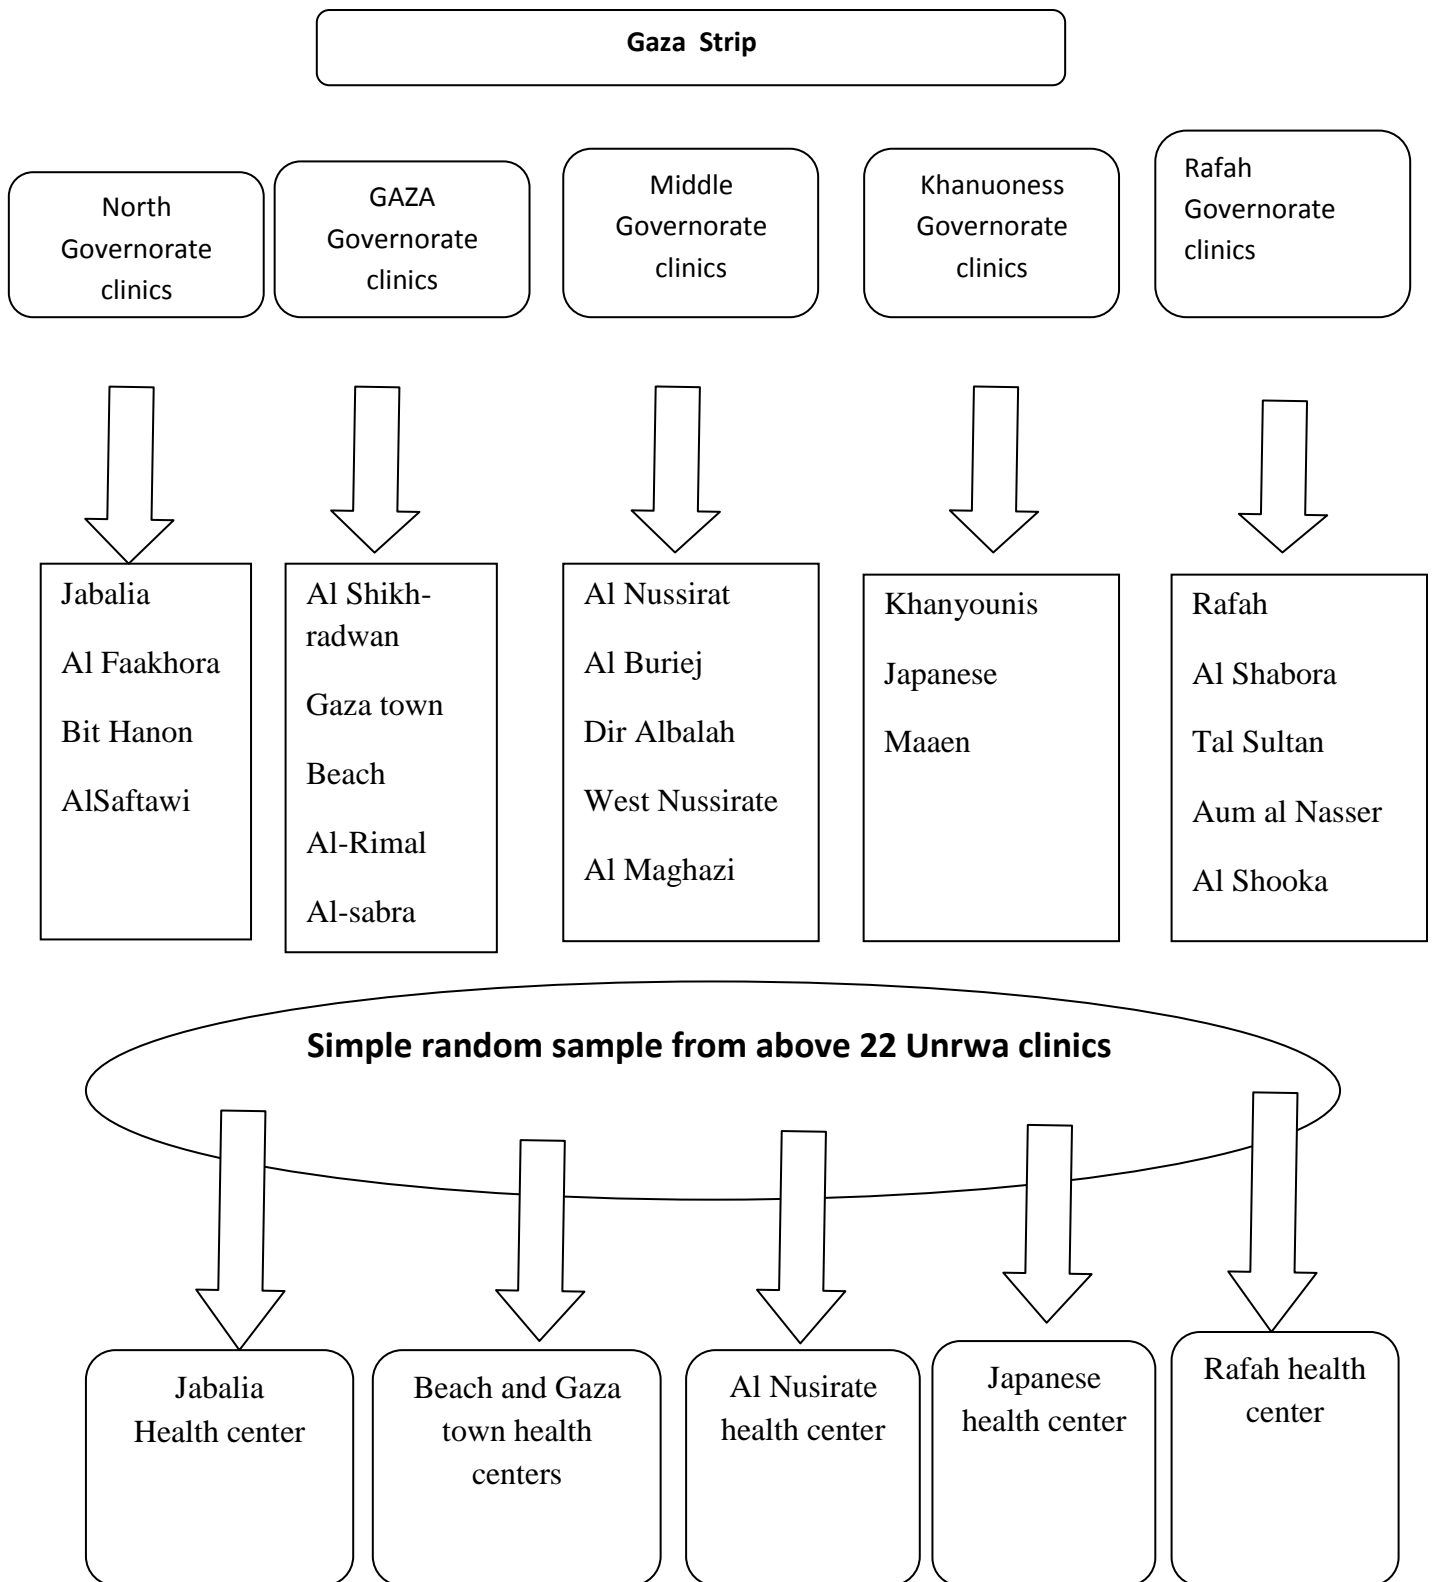 Gaza  Strip
North
Governorate
clinics
GAZA
Governorate
clinics
Middle
Governorate
clinics
Khanuoness
Governorate
clinics
Rafah
Governorate
clinics
Jabalia
Al Faakhora
Bit Hanon
AlSaftawi
Al Shikh-
radwan
Gaza town
Beach
Al-Rimal
Al-sabra
Al Nussirat
Al Buriej
Dir Albalah
West Nussirate
Al Maghazi
Khanyounis
Japanese
Maaen
Rafah
Al Shabora
Tal Sultan
Aum al Nasser
Al Shooka
Simple random sample from above 22 Unrwa clinics
Jabalia
Health center
Beach and Gaza
town health
centers
Al Nusirate
health center
Japanese
health center
Rafah health
center